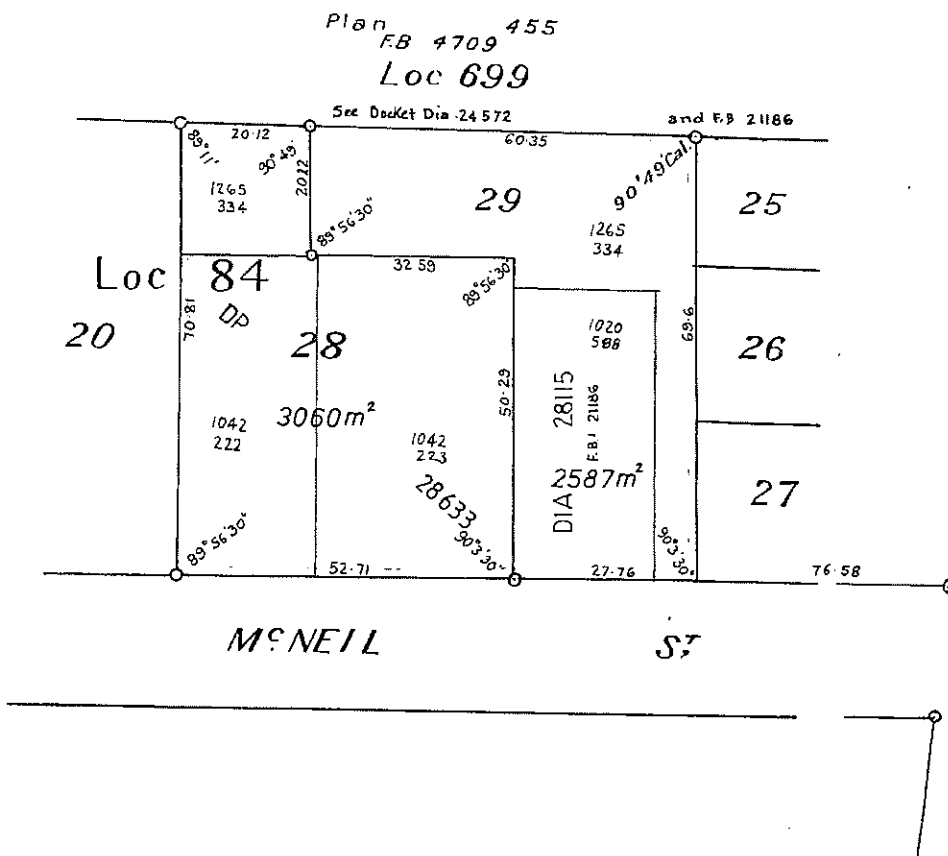 Plan 455
F.B 4709
Loc 699
See Docket Dia 24572 and F.B 21186
20.12
60.35
89°11'
90°49'
20.12
90°49'Cal.
1265
334
29
1265
334
25
89°56'30"
Loc 84
DP
32.59
89°56'30"
20
70.81
28
1020
588
69.6
26
50.29
DIA 28115
F.B. 21186
3060m²
1042
222
1042
223
28633
2587m²
27
89°56'30"
90°3'30"
90°3'30"
52.71
27.76
76.58
McNEIL ST